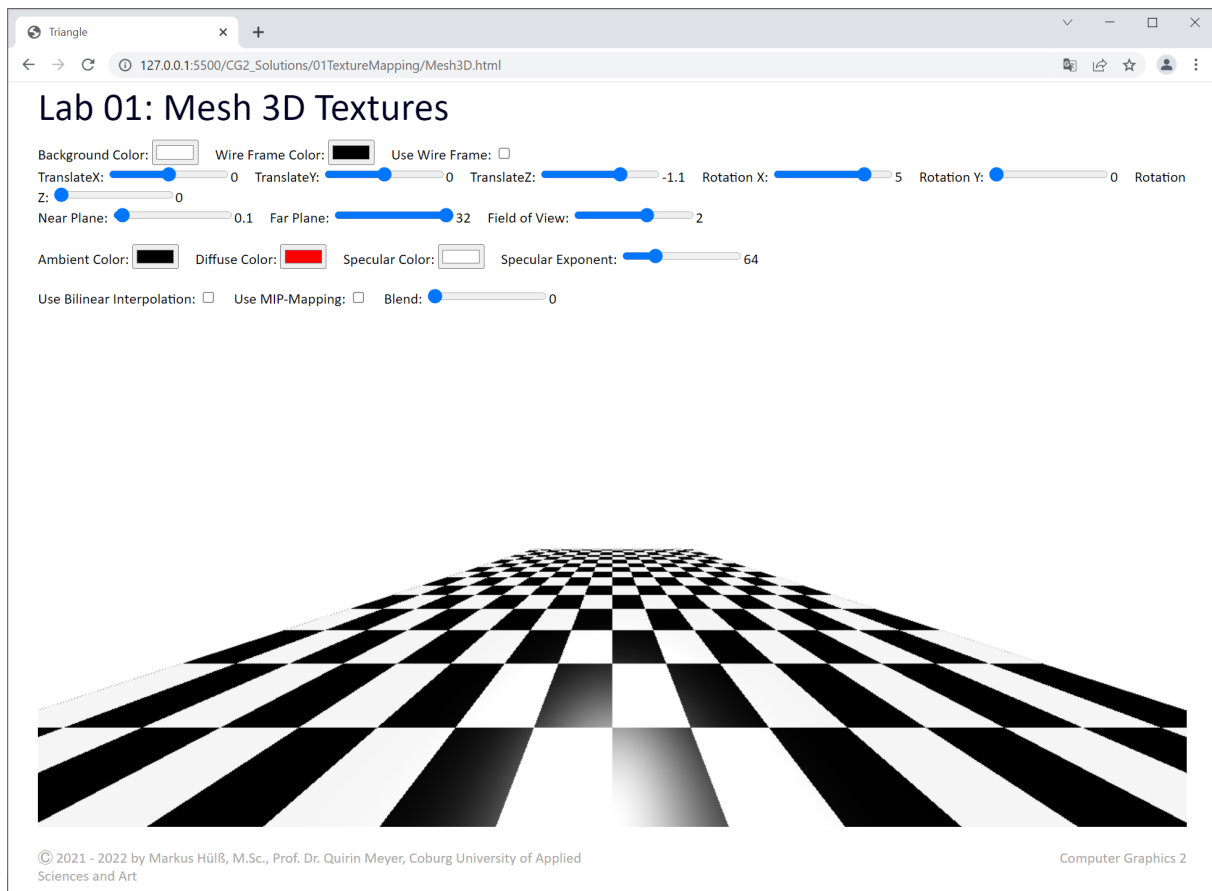 Triangle
127.0.0.1:5500/CG2_Solutions/01TextureMapping/Mesh3D.html
Lab 01: Mesh 3D Textures
Background Color: Wire Frame Color: Use Wire Frame:
TranslateX: 0 TranslateY: 0 TranslateZ: -1.1 Rotation X: 5 Rotation Y: 0 Rotation
Z: 0
Near Plane: 0.1 Far Plane: 32 Field of View: 2
Ambient Color: Diffuse Color: Specular Color: Specular Exponent: 64
Use Bilinear Interpolation: Use MIP-Mapping: Blend: 0
Ⓒ 2021 - 2022 by Markus Hülß, M.Sc., Prof. Dr. Quirin Meyer, Coburg University of Applied
Sciences and Art
Computer Graphics 2